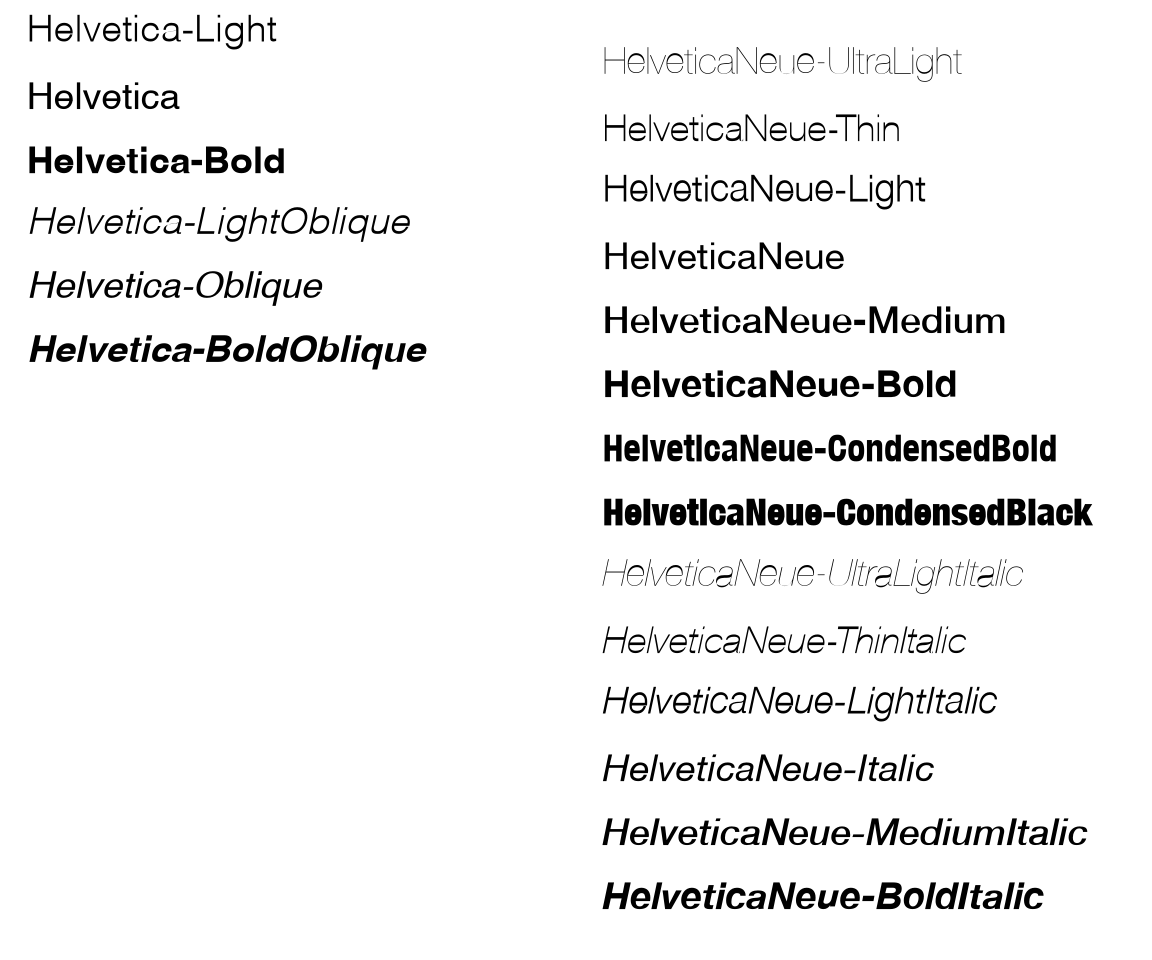 Helvetica-Light
Helvetica
Helvetica-Bold
Helvetica-LightOblique
Helvetica-Oblique
Helvetica-BoldOblique
HelveticaNeue-UltraLight
HelveticaNeue-Thin
HelveticaNeue-Light
HelveticaNeue
HelveticaNeue-Medium
HelveticaNeue-Bold
HelveticaNeue-CondensedBold
HelveticaNeue-CondensedBlack
HelveticaNeue-UltraLightItalic
HelveticaNeue-ThinItalic
HelveticaNeue-LightItalic
HelveticaNeue-Italic
HelveticaNeue-MediumItalic
HelveticaNeue-BoldItalic